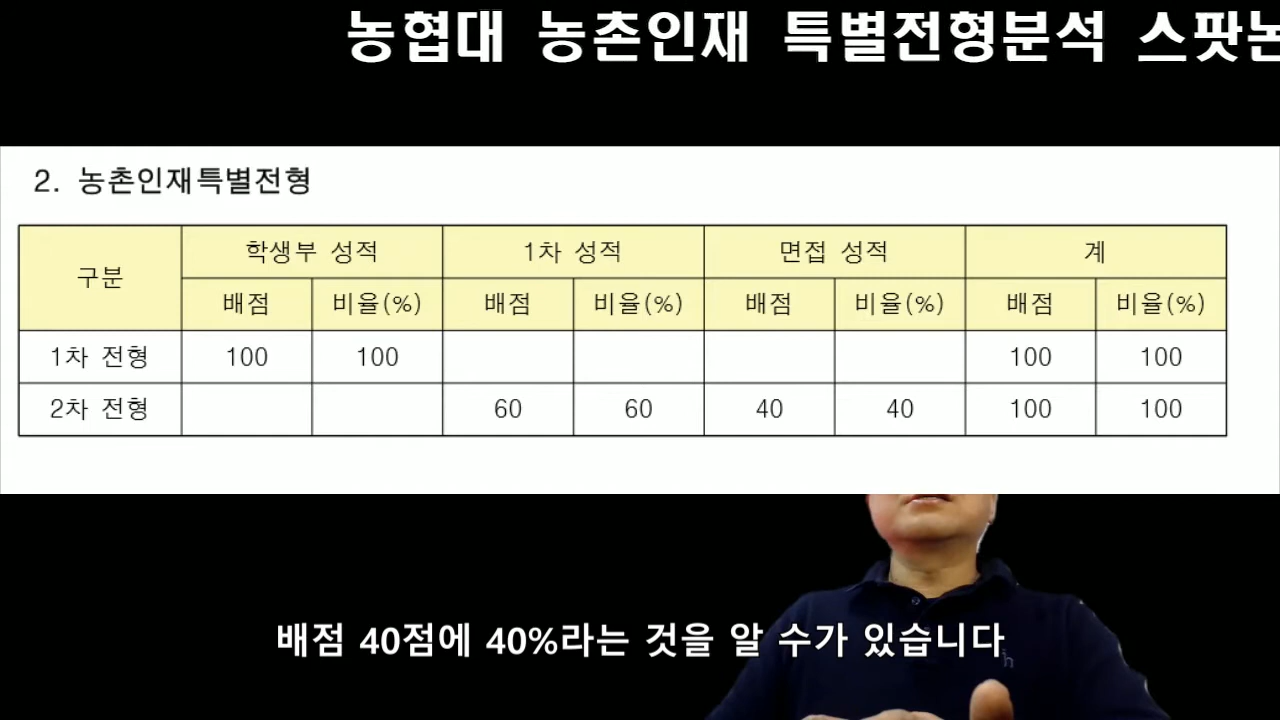 농협대 농촌인재 특별전형분석 스팟논
2. 농촌인재특별전형
구분 학생부 성적 1차 성적 면접 성적 계
배점 비율(%) 배점 비율(%) 배점 비율(%) 배점 비율(%)
1차 전형 100 100 100 100
2차 전형 60 60 40 40 100 100
배점 40점에 40%라는 것을 알 수가 있습니다